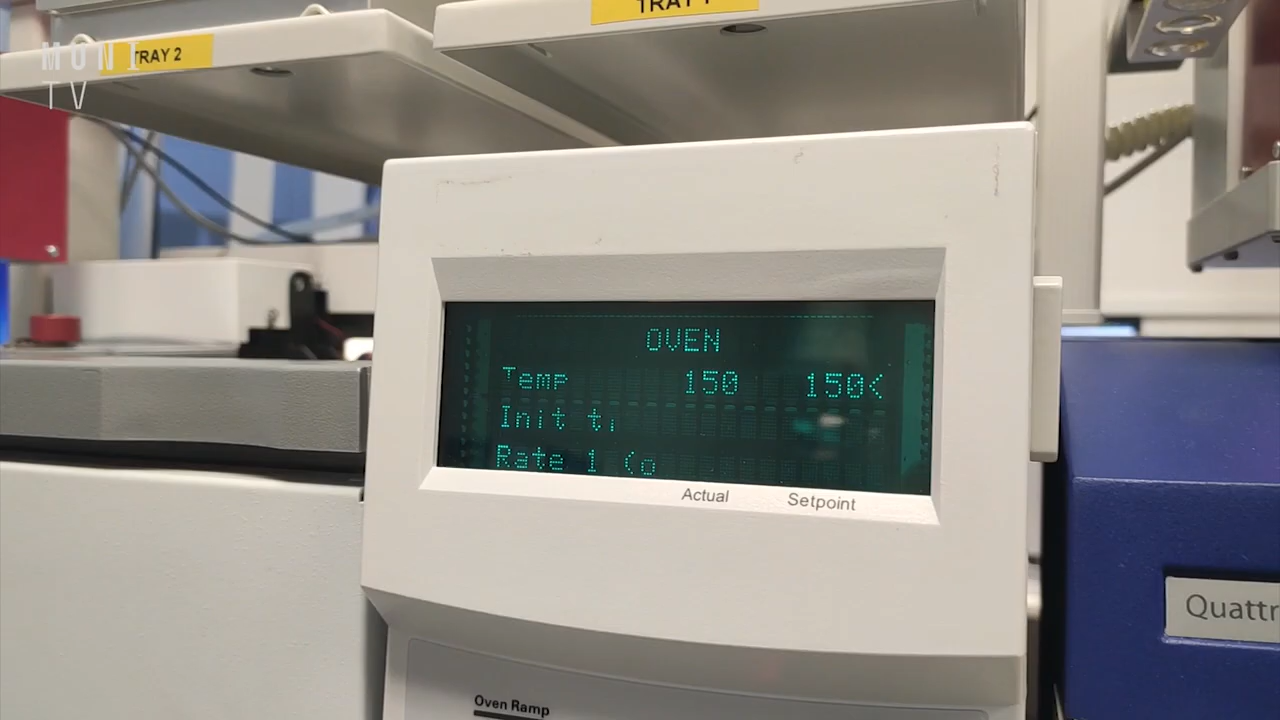 MONI
TV
TRAY 2
TRAY 1
OVEN
Temp 150 150<
Init ti
Rate 1 (o
Actual Setpoint
Quattr
Oven Ramp